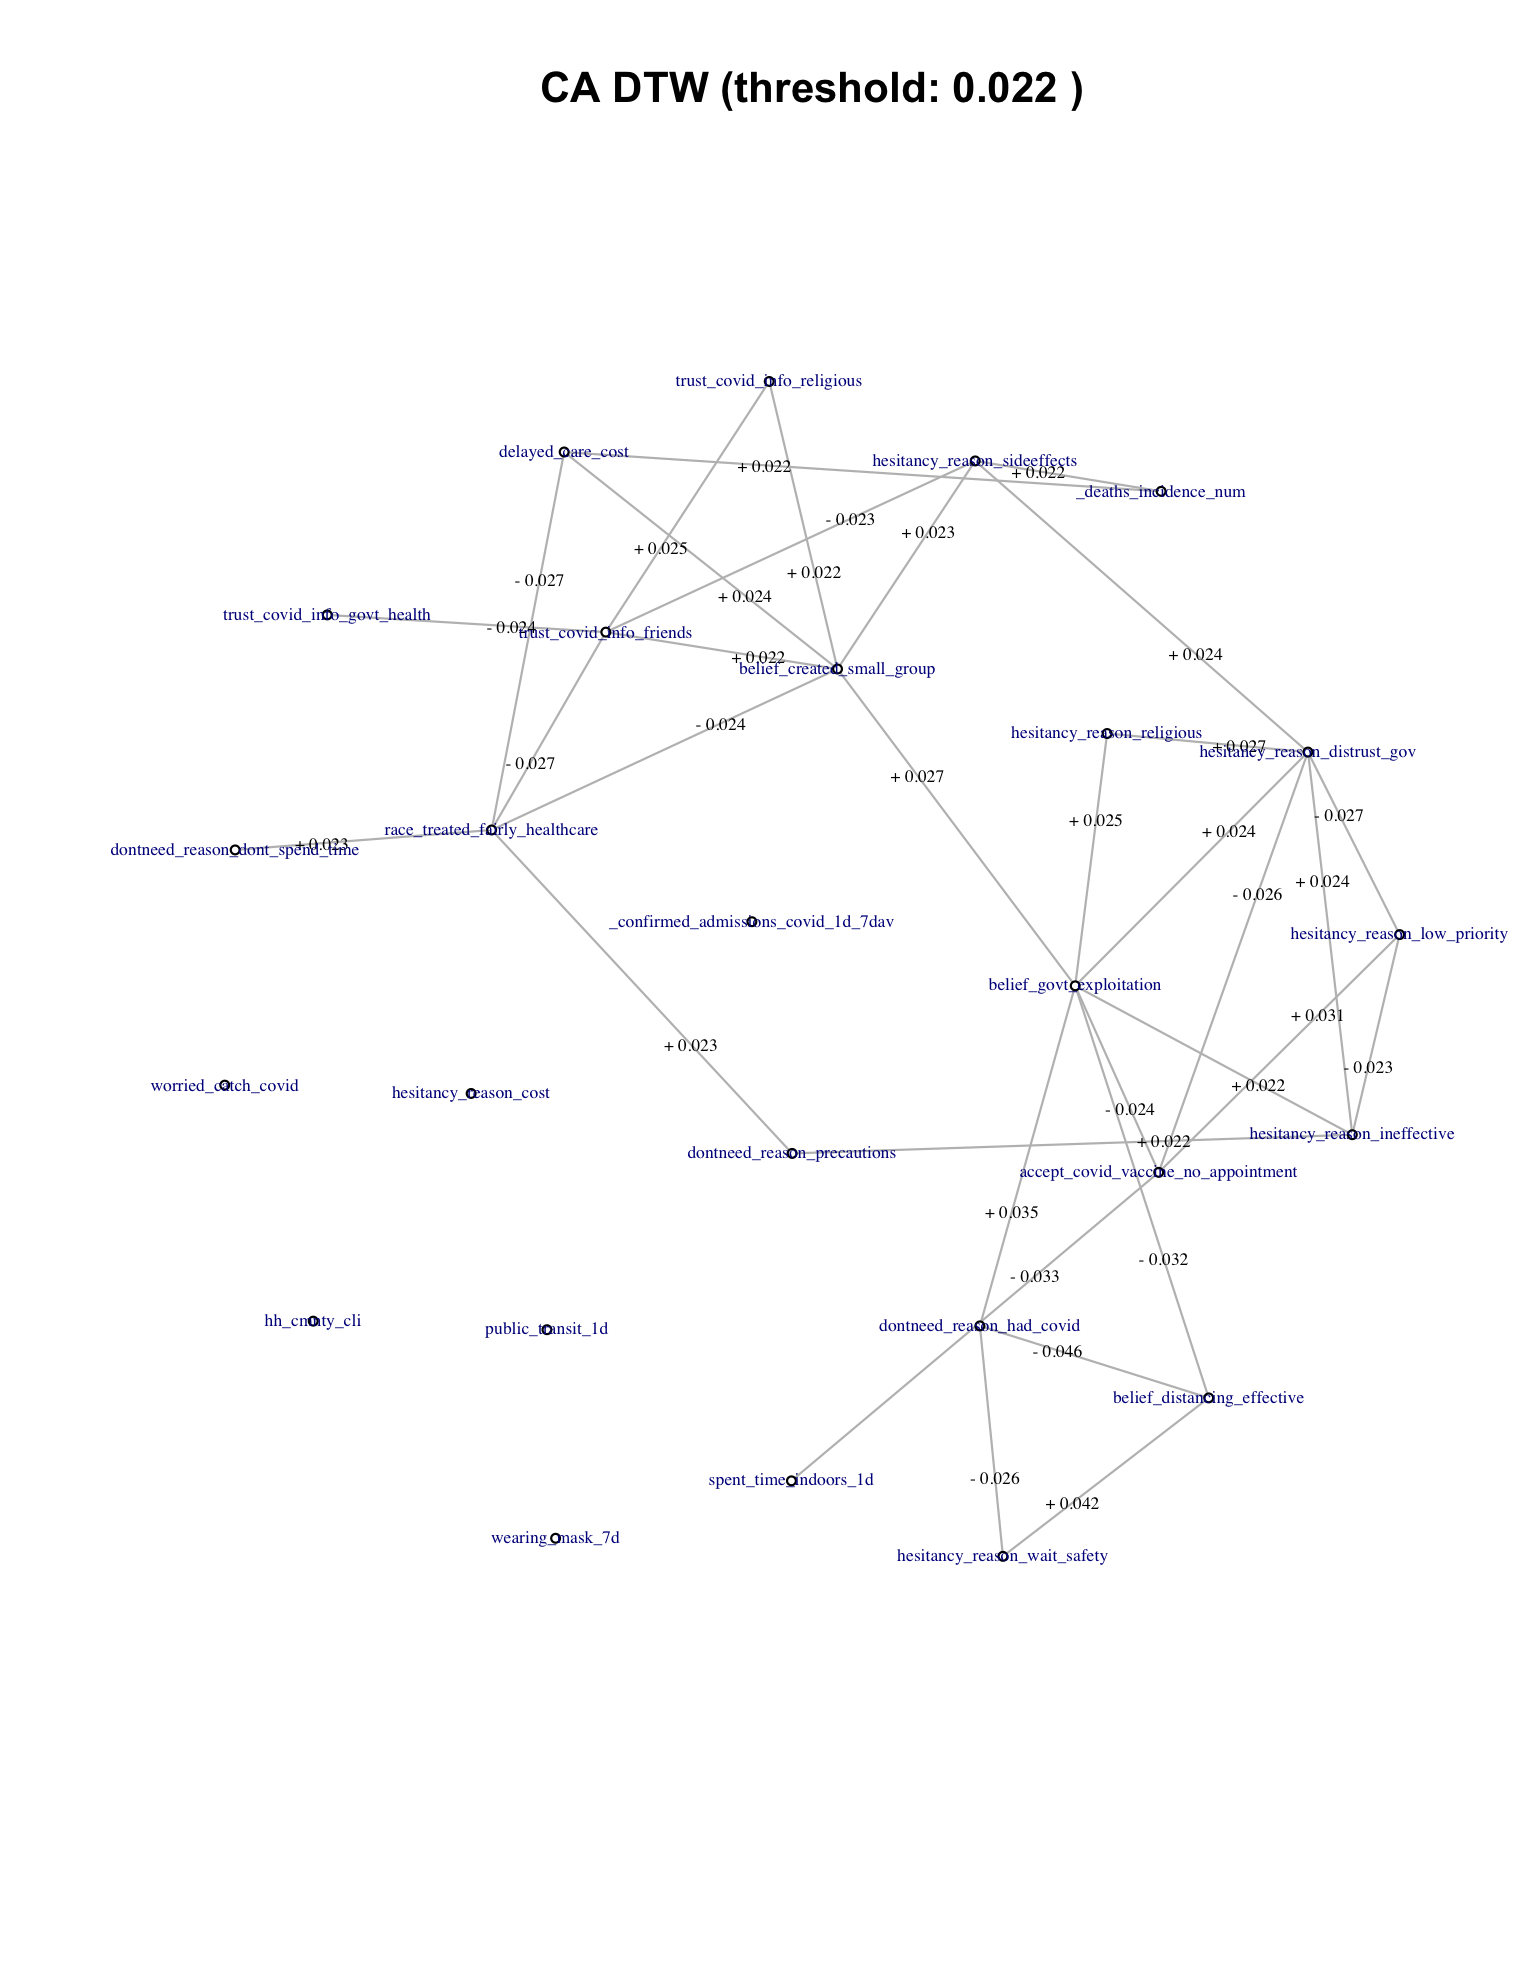 CA DTW (threshold: 0.022 )
trust_covid_info_religious
delayed_care_cost
hesitancy_reason_sideeffects
+ 0.022
+ 0.022
_deaths_incidence_num
- 0.023
+ 0.023
+ 0.025
+ 0.022
- 0.027
+ 0.024
trust_covid_info_govt_health
- 0.024
trust_covid_info_friends
+ 0.022
+ 0.024
belief_created_small_group
- 0.024
hesitancy_reason_religious
+ 0.027
hesitancy_reason_distrust_gov
- 0.027
+ 0.027
- 0.027
+ 0.025
race_treated_fairly_healthcare
+ 0.024
+ 0.023
dontneed_reason_dont_spend_time
+ 0.024
- 0.026
_confirmed_admissions_covid_1d_7dav
hesitancy_reason_low_priority
belief_govt_exploitation
+ 0.031
+ 0.023
- 0.023
worried_catch_covid
hesitancy_reason_cost
+ 0.022
- 0.024
hesitancy_reason_ineffective
+ 0.022
dontneed_reason_precautions
accept_covid_vaccine_no_appointment
+ 0.035
- 0.032
- 0.033
hh_cmnty_cli
public_transit_1d
dontneed_reason_had_covid
- 0.046
belief_distancing_effective
spent_time_indoors_1d
- 0.026
+ 0.042
wearing_mask_7d
hesitancy_reason_wait_safety